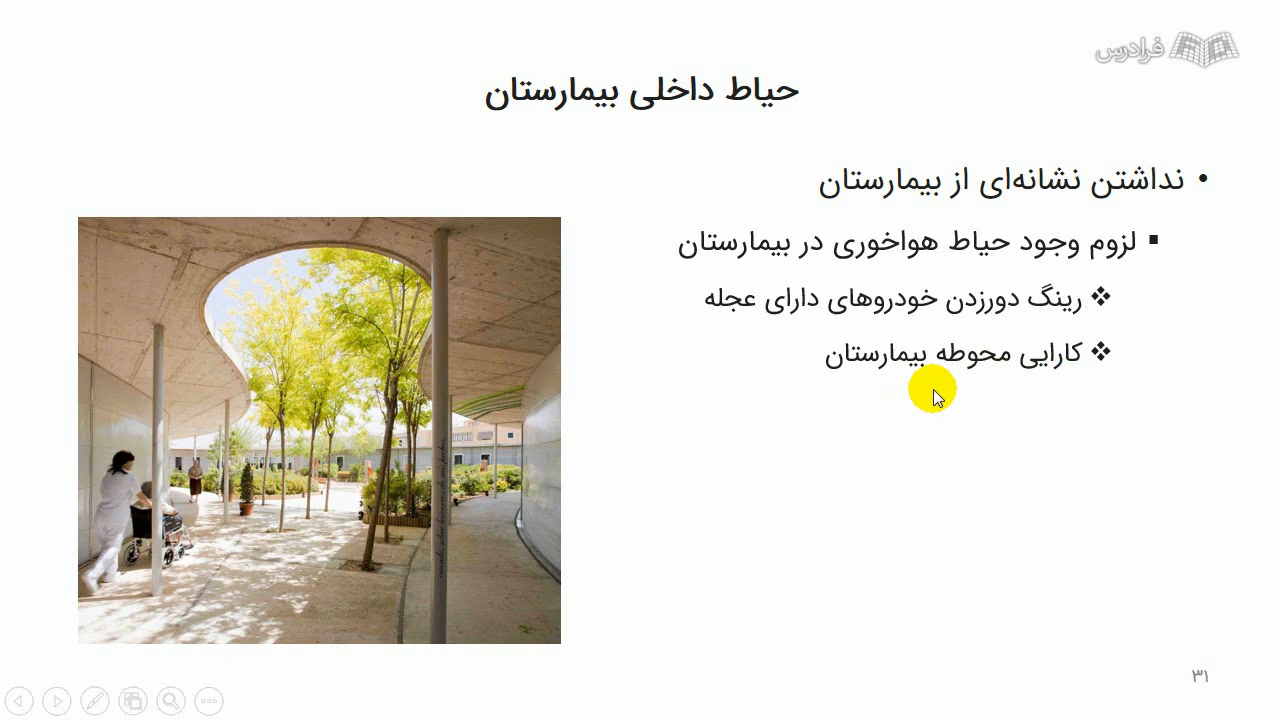 فرادرس
حیاط داخلی بیمارستان
• نداشتن نشانه‌ای از بیمارستان
▪ لزوم وجود حیاط هواخوری در بیمارستان
❖ رینگ دورزدن خودروهای دارای عجله
❖ کارایی محوطه بیمارستان
۳۱